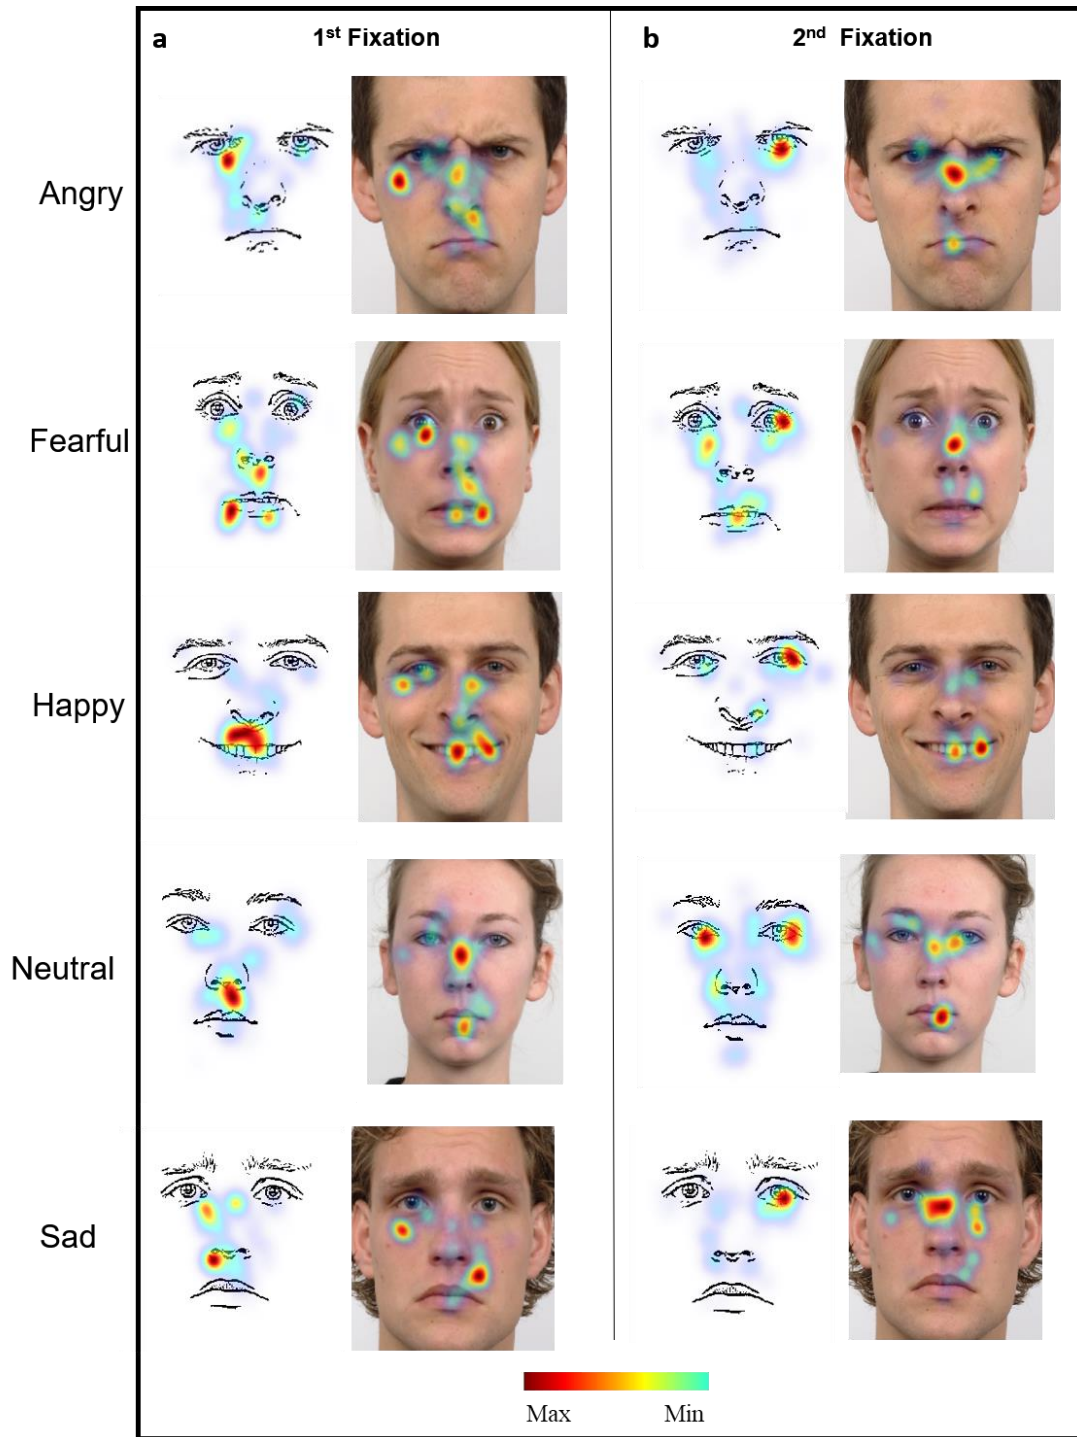 a 1st Fixation b 2nd Fixation
Angry
Fearful
Happy
Neutral
Sad
Max Min